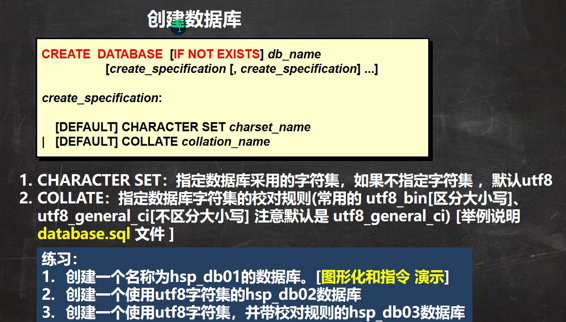 创建数据库
CREATE DATABASE [IF NOT EXISTS] db_name
[create_specification [, create_specification] ...]
create_specification:
[DEFAULT] CHARACTER SET charset_name
| [DEFAULT] COLLATE collation_name
1. CHARACTER SET：指定数据库采用的字符集，如果不指定字符集，默认utf8
2. COLLATE：指定数据库字符集的校对规则(常用的 utf8_bin[区分大小写]、
utf8_general_ci[不区分大小写] 注意默认是 utf8_general_ci) [举例说明
database.sql 文件 ]
练习：
1. 创建一个名称为hsp_db01的数据库。[图形化和指令 演示]
2. 创建一个使用utf8字符集的hsp_db02数据库
3. 创建一个使用utf字符集，并带校对规则的hsp_db03数据库